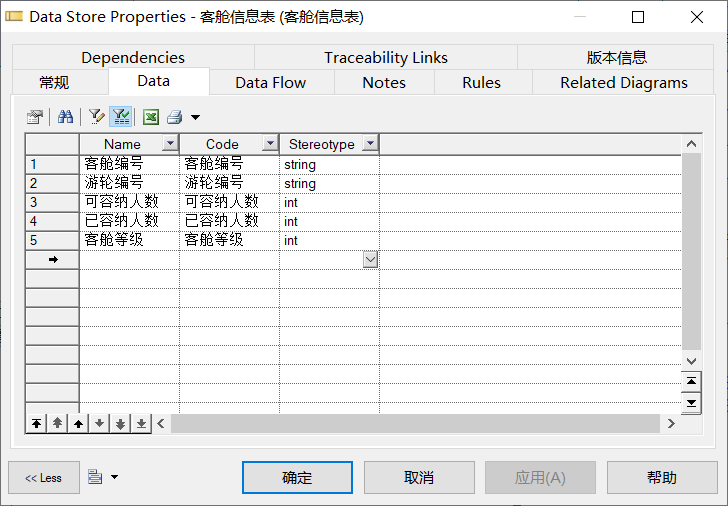 Data Store Properties - 客舱信息表 (客舱信息表)
Dependencies Traceability Links 版本信息
常规 Data Data Flow Notes Rules Related Diagrams
Name Code Stereotype
1 客舱编号 客舱编号 string
2 游轮编号 游轮编号 string
3 可容纳人数 可容纳人数 int
4 已容纳人数 已容纳人数 int
5 客舱等级 客舱等级 int
<< Less 确定 取消 应用(A) 帮助